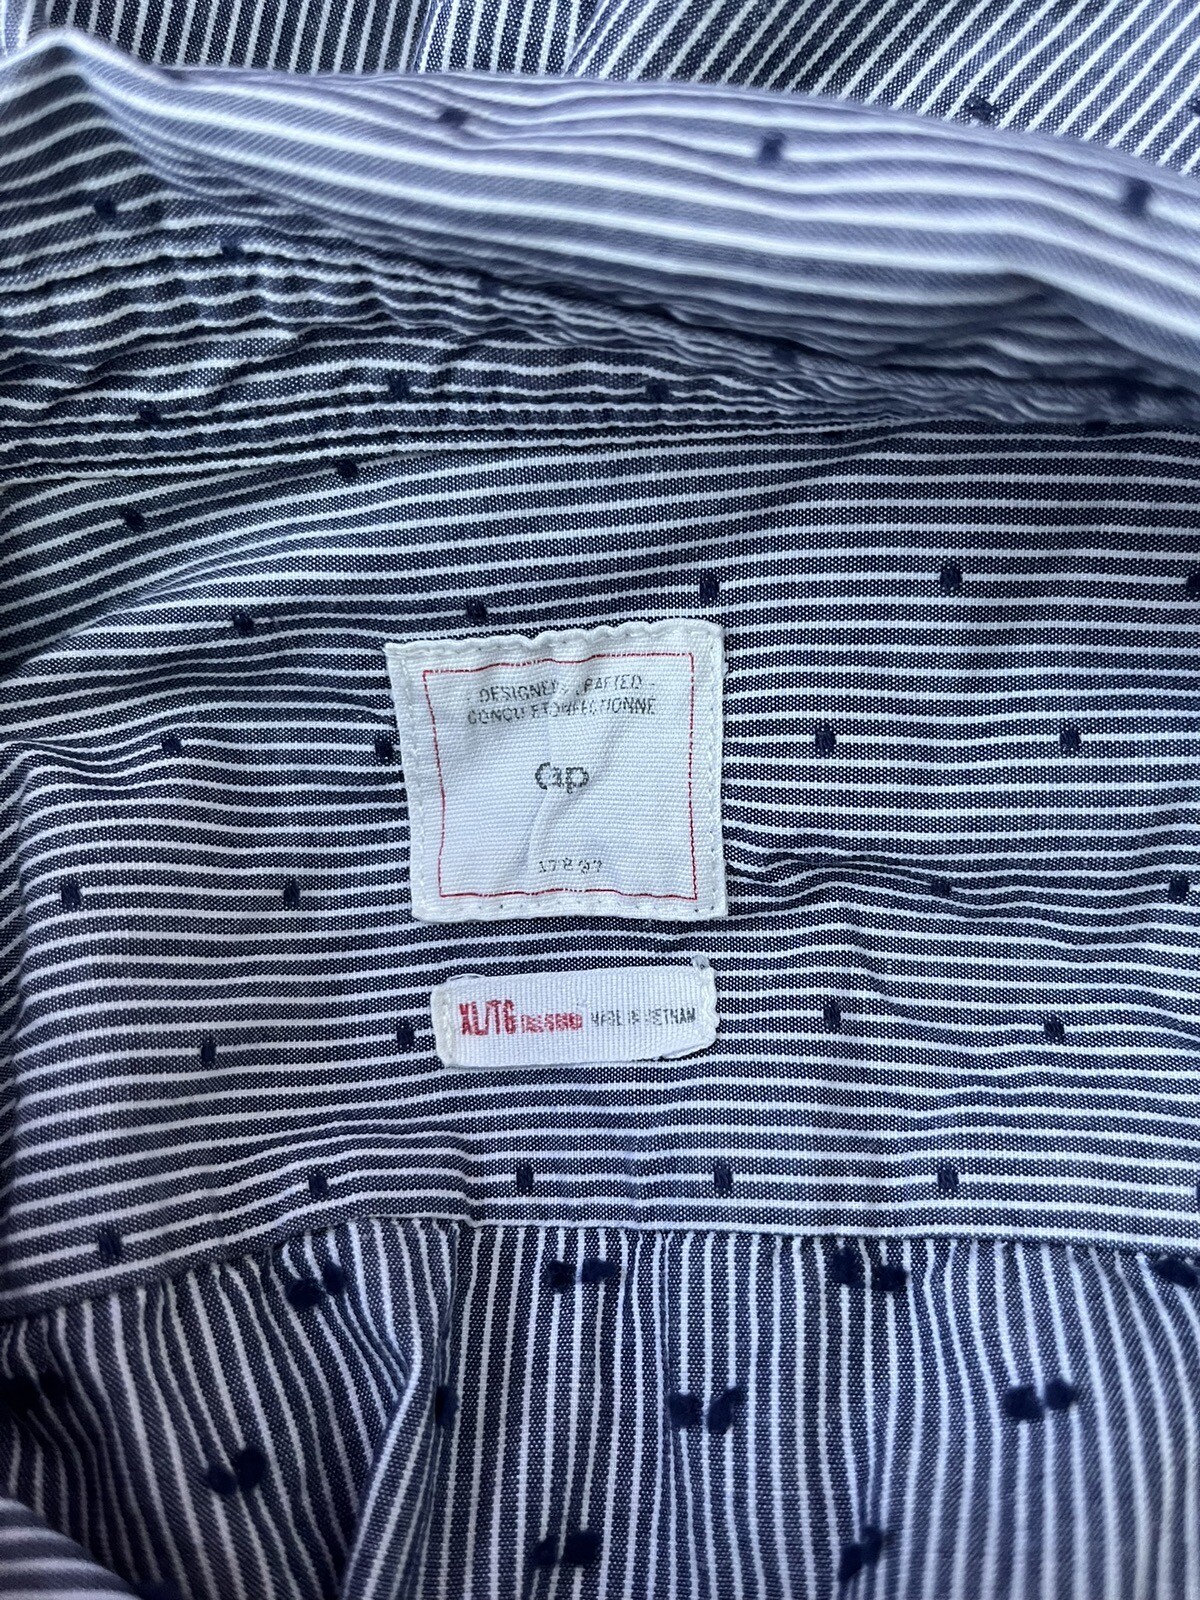 DESIGNED CRAFTED
CONÇU ET CONFECTIONNÉ
Gap
XL/TG MADE IN VIETNAM